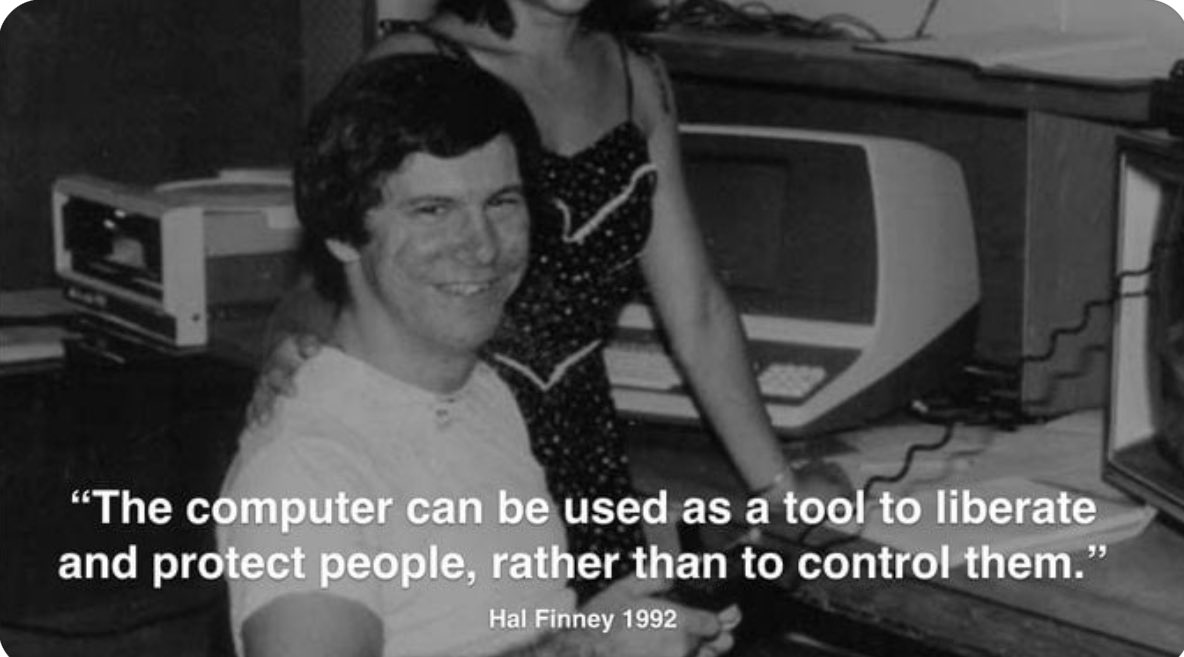 “The computer can be used as a tool to liberate
and protect people, rather than to control them.”
Hal Finney 1992